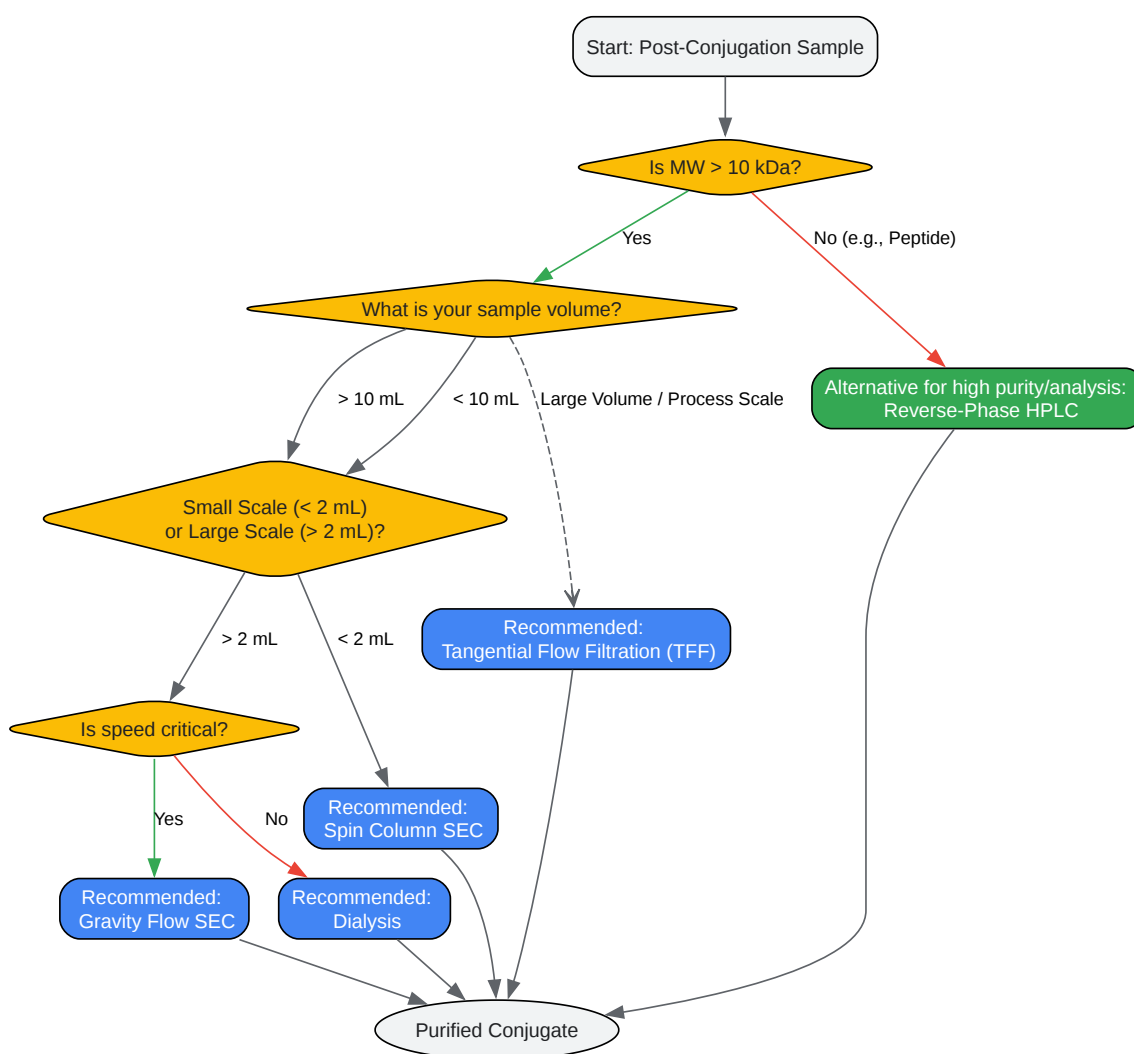 Start: Post-Conjugation Sample
Is MW > 10 kDa?
Yes
No (e.g., Peptide)
What is your sample volume?
Alternative for high purity/analysis:
Reverse-Phase HPLC
> 10 mL
< 10 mL
Large Volume / Process Scale
Small Scale (< 2 mL)
or Large Scale (> 2 mL)?
> 2 mL
< 2 mL
Recommended:
Tangential Flow Filtration (TFF)
Is speed critical?
Yes
No
Recommended:
Spin Column SEC
Recommended:
Gravity Flow SEC
Recommended:
Dialysis
Purified Conjugate